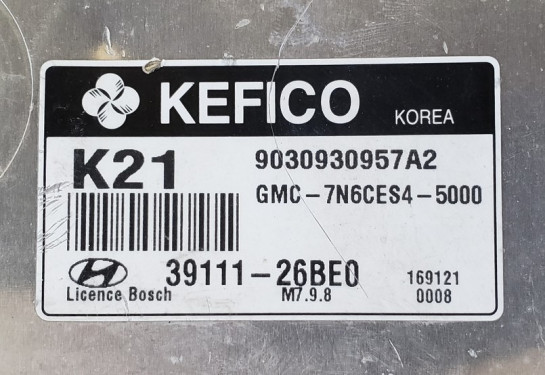 KEFICO KOREA
K21 9030930957A2
GMC-7N6CES4-5000
39111-26BE0 169121
Licence Bosch M7.9.8 0008